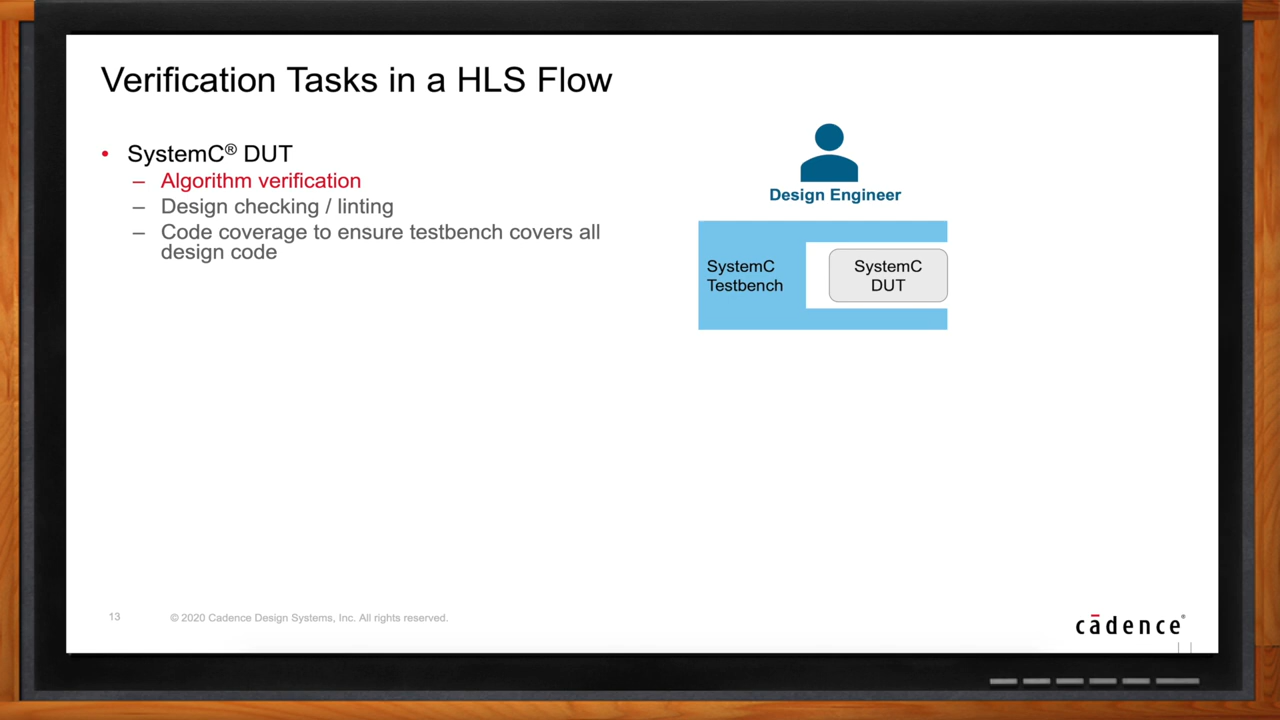 Verification Tasks in a HLS Flow
• SystemC® DUT
– Algorithm verification
– Design checking / linting
– Code coverage to ensure testbench covers all
design code
Design Engineer
SystemC
Testbench
SystemC
DUT
13
© 2020 Cadence Design Systems, Inc. All rights reserved.
cādence®